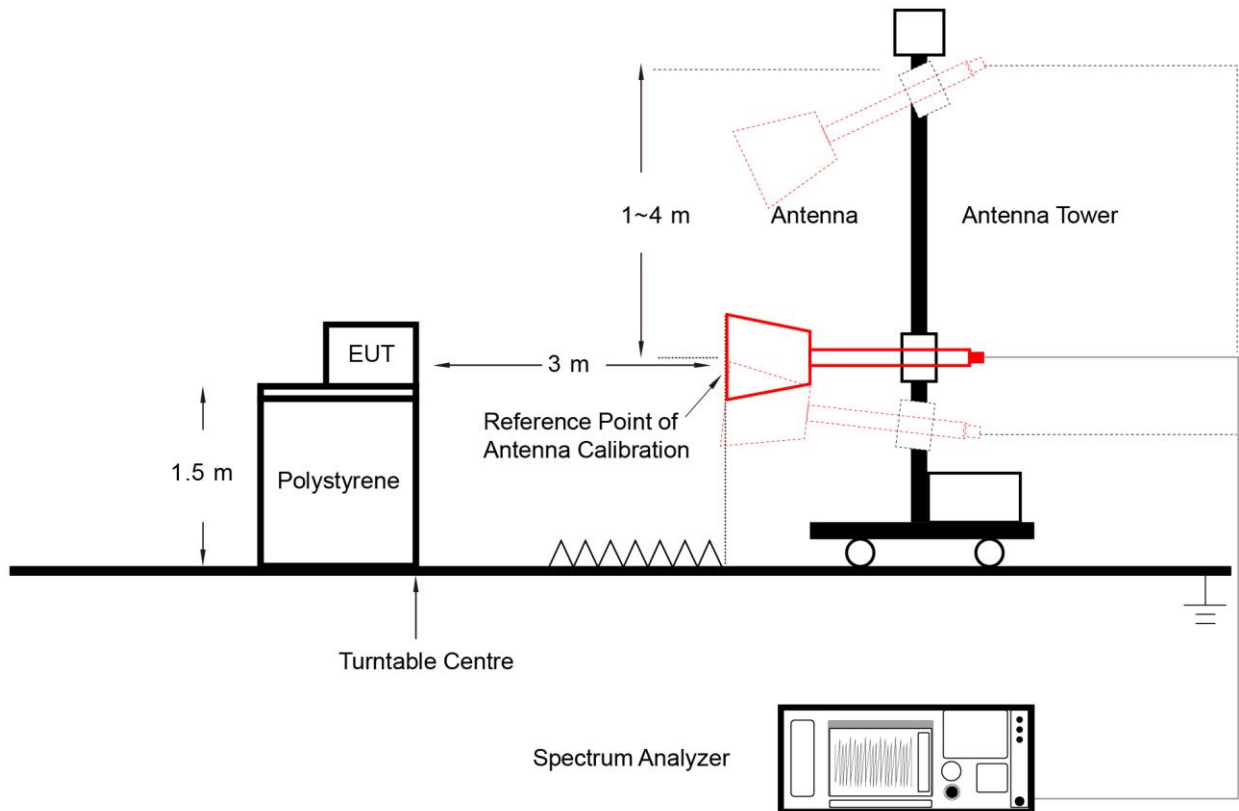 1~4 m
Antenna
Antenna Tower
EUT
3 m
Reference Point of
Antenna Calibration
1.5 m
Polystyrene
Turntable Centre
Spectrum Analyzer